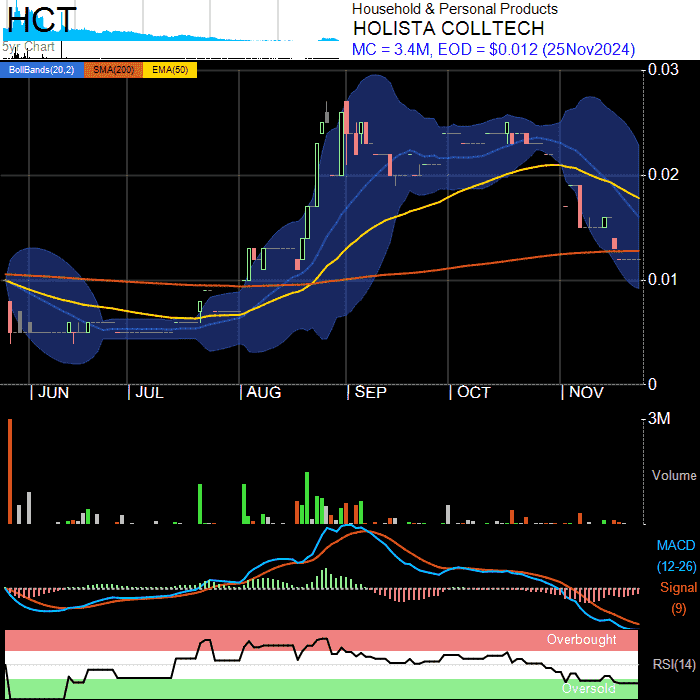 HCT
5yr Chart
Household & Personal Products
HOLISTA COLLTECH
MC = 3.4M, EOD = $0.012 (25Nov2024)
BollBands(20,2) SMA(200) EMA(50)
0.03
0.02
0.01
0
| JUN | JUL | AUG | SEP | OCT | NOV
3M
Volume
MACD
(12-26)
Signal
(9)
Overbought
RSI(14)
Oversold